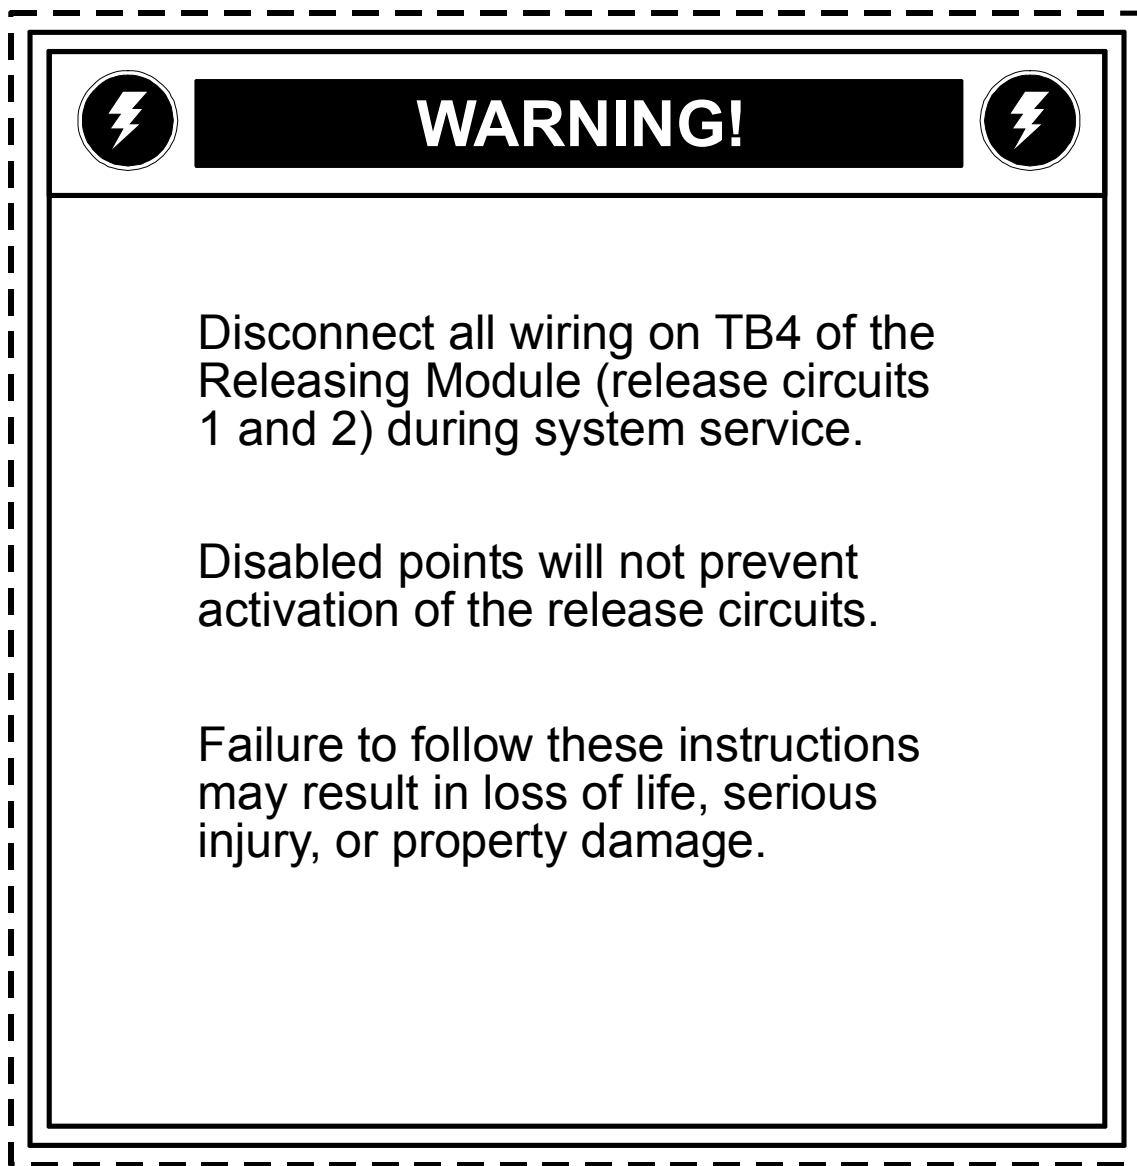 WARNING!
Disconnect all wiring on TB4 of the
Releasing Module (release circuits
1 and 2) during system service.
Disabled points will not prevent
activation of the release circuits.
Failure to follow these instructions
may result in loss of life, serious
injury, or property damage.